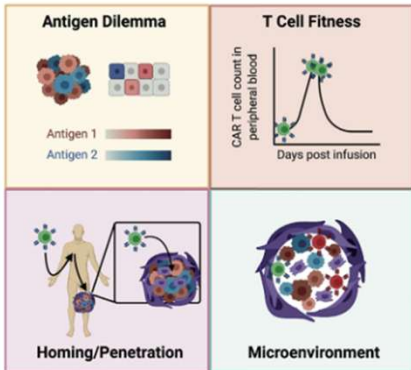 Antigen Dilemma
Antigen 1
Antigen 2
T Cell Fitness
CAR T cell count in
peripheral blood
Days post infusion
Homing/Penetration
Microenvironment